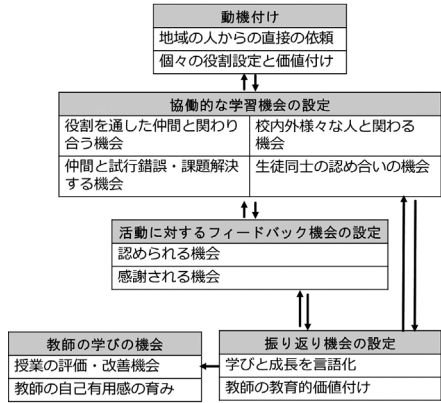 動機付け
地域の人からの直接の依頼
個々の役割設定と価値付け
協働的な学習機会の設定
役割を通した仲間と関わり
合う機会
校内外様々な人と関わる
機会
仲間と試行錯誤・課題解決
する機会
生徒同士の認め合いの機会
活動に対するフィードバック機会の設定
認められる機会
感謝される機会
教師の学びの機会
授業の評価・改善機会
教師の自己有用感の育み
振り返り機会の設定
学びと成長を言語化
教師の教育的価値付け